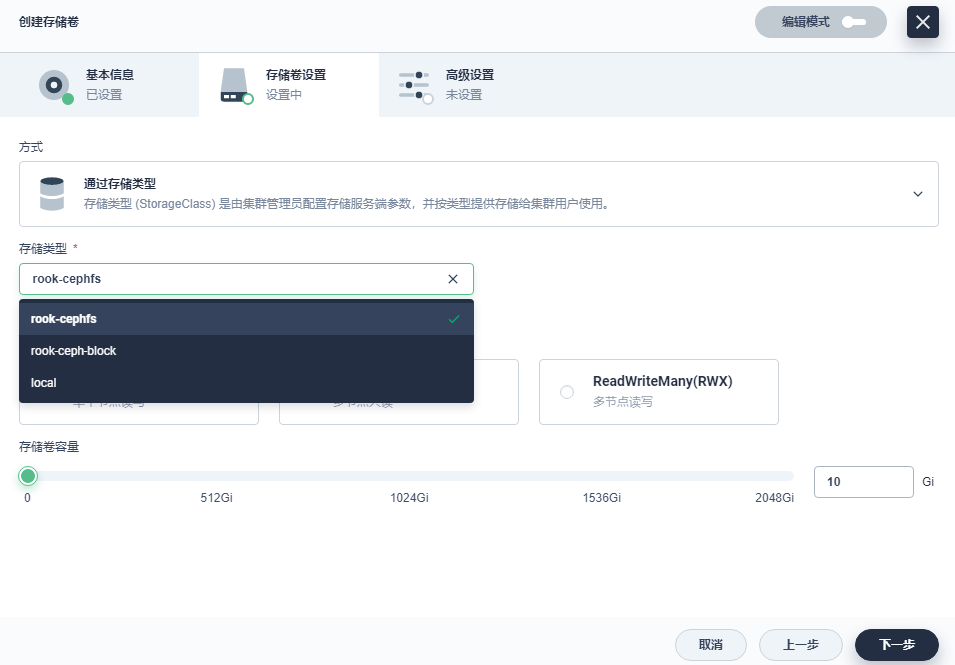 创建存储卷
编辑模式
基本信息
已设置
存储卷设置
设置中
高级设置
未设置
方式
通过存储类型
存储类型 (StorageClass) 是由集群管理员配置存储服务端参数，并按类型提供存储给集群用户使用。
存储类型 *
rook-cephfs
rook-cephfs
rook-ceph-block
local
ReadWriteMany(RWX)
多节点读写
存储卷容量
0
512Gi
1024Gi
1536Gi
2048Gi
10
Gi
取消
上一步
下一步